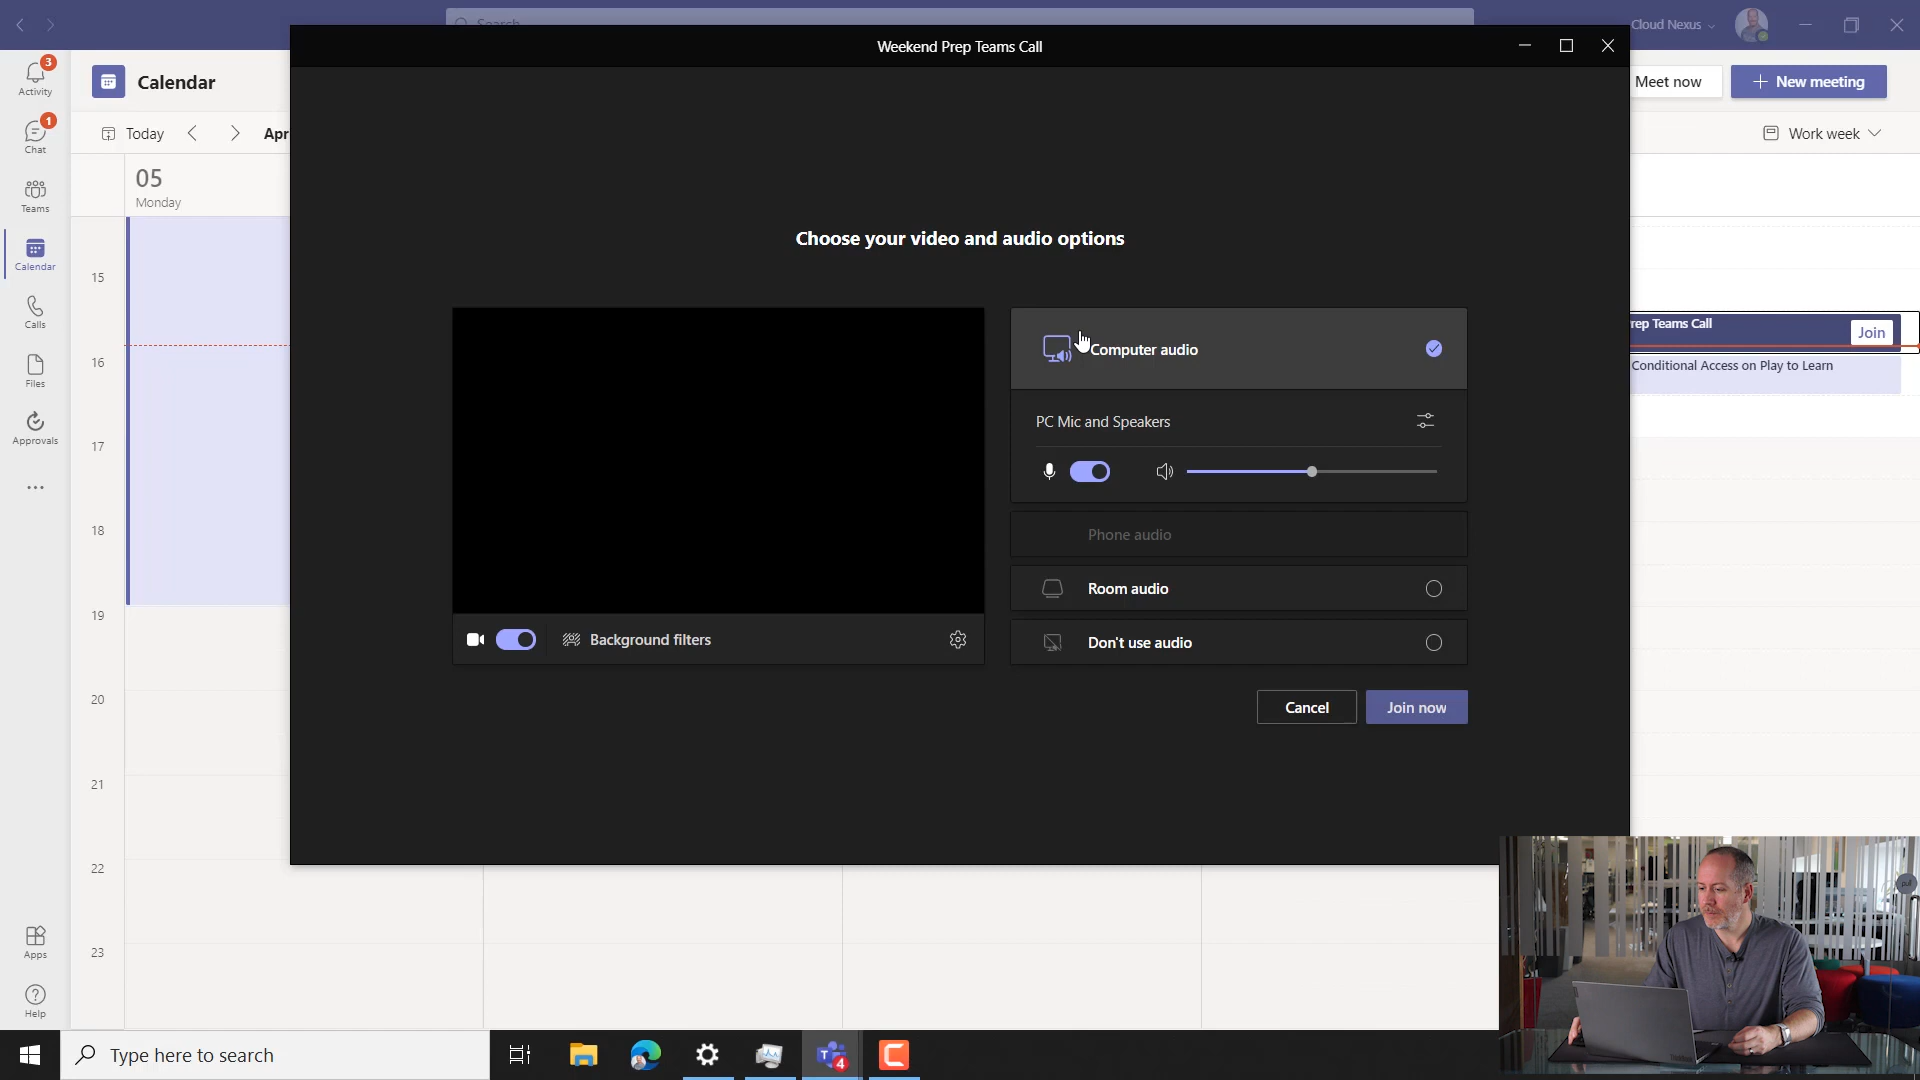 Search
Cloud Nexus
Weekend Prep Teams Call
3
Activity
Calendar
Meet now
New meeting
1
Chat
Today
Apr
Work week
Teams
05
Monday
Calendar
15
16
17
18
19
20
21
22
23
Calls
Files
Approvals
Apps
Help
Choose your video and audio options
Computer audio
PC Mic and Speakers
Phone audio
Room audio
Don't use audio
Background filters
Cancel
Join now
rep Teams Call
Join
Conditional Access on Play to Learn
Type here to search
4